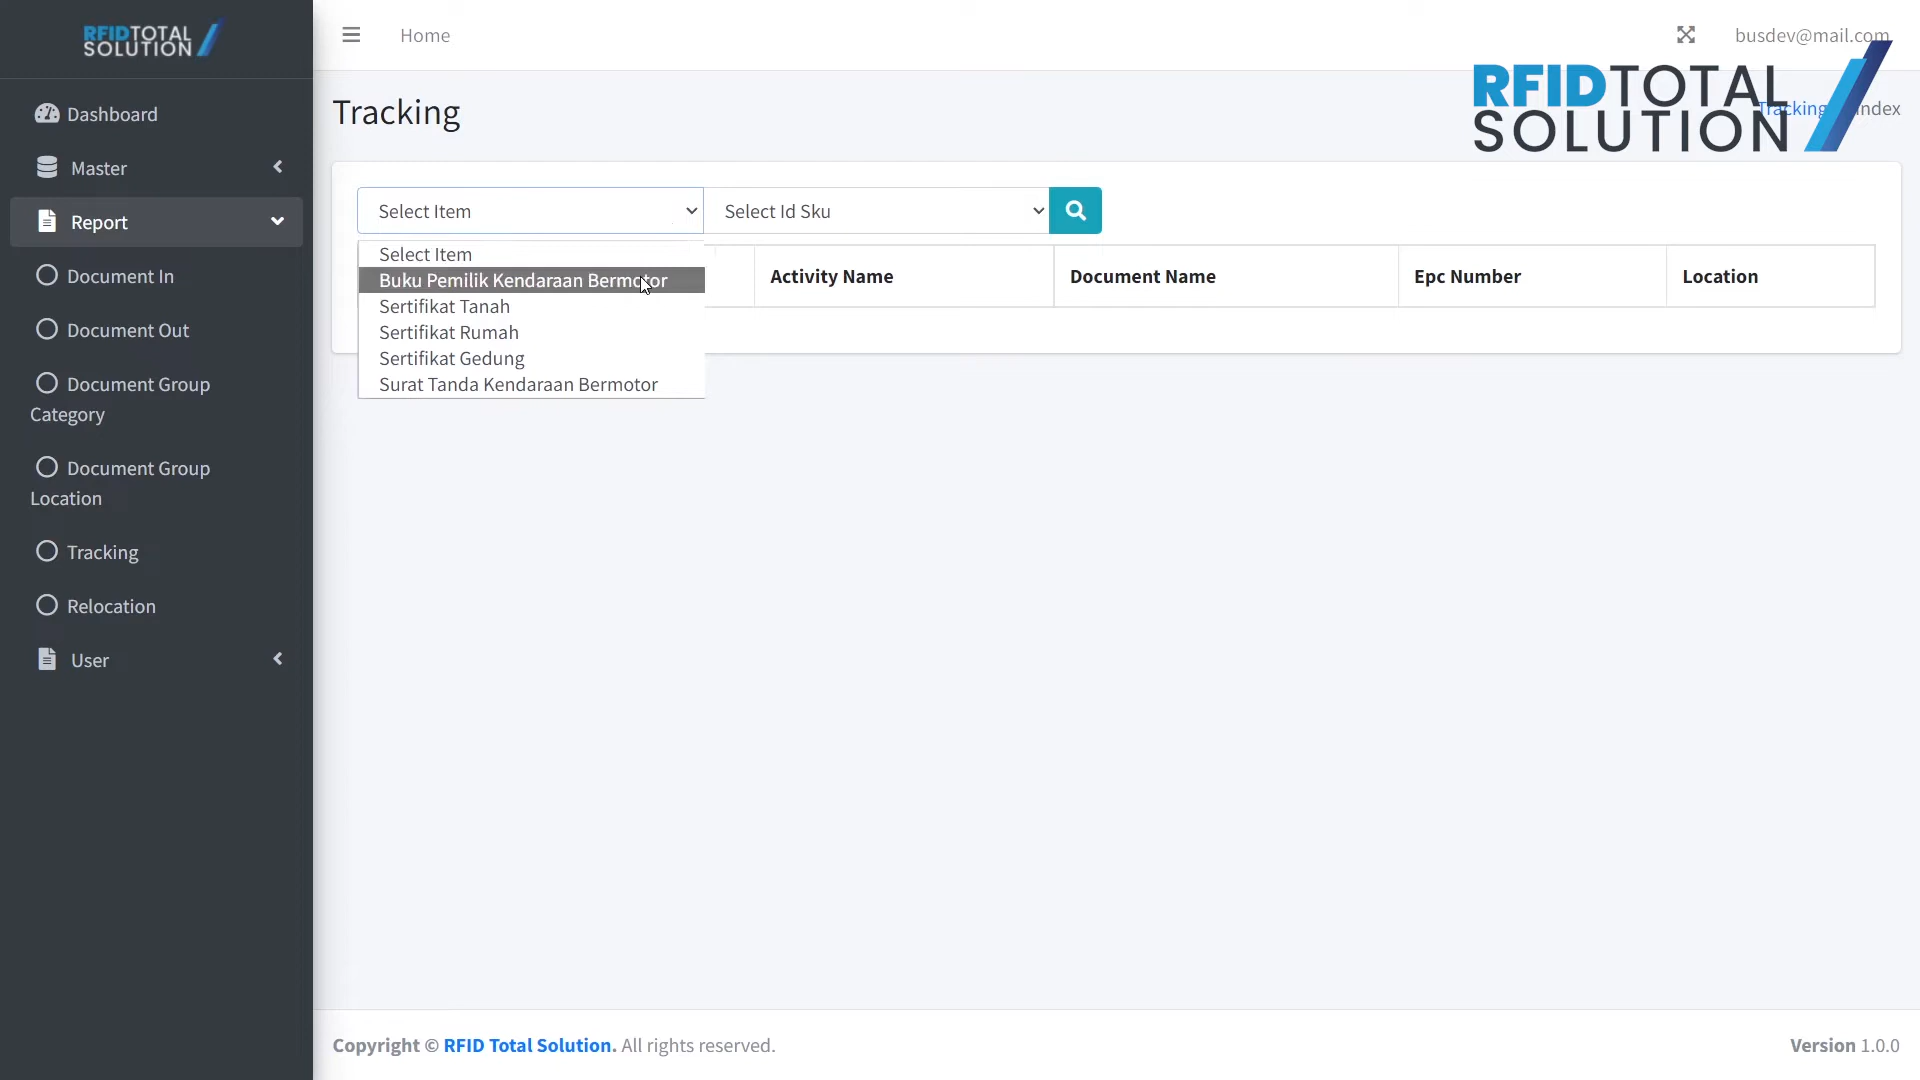 RFIDTOTAL
SOLUTION
Home
busdev@mail.com
RFIDTOTAL
SOLUTION
Dashboard
Master
Report
Document In
Document Out
Document Group
Category
Document Group
Location
Tracking
Relocation
User
Tracking
Tracking
Index
Select Item
Select Id Sku
Select Item
Buku Pemilik Kendaraan Bermotor
Sertifikat Tanah
Sertifikat Rumah
Sertifikat Gedung
Surat Tanda Kendaraan Bermotor
Activity Name
Document Name
Epc Number
Location
Copyright © RFID Total Solution. All rights reserved.
Version 1.0.0